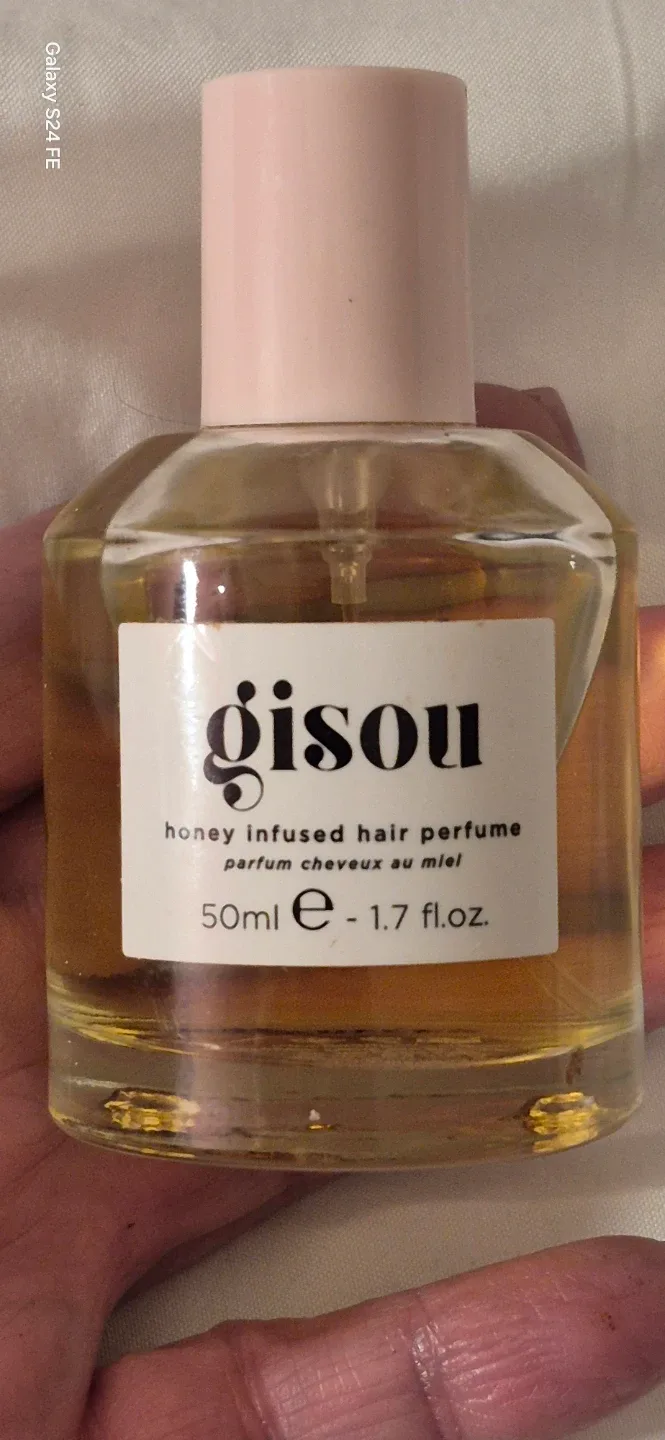 Galaxy S24 FE
gisou
honey infused hair perfume
parfum cheveux au miel
50ml e - 1.7 fl.oz.